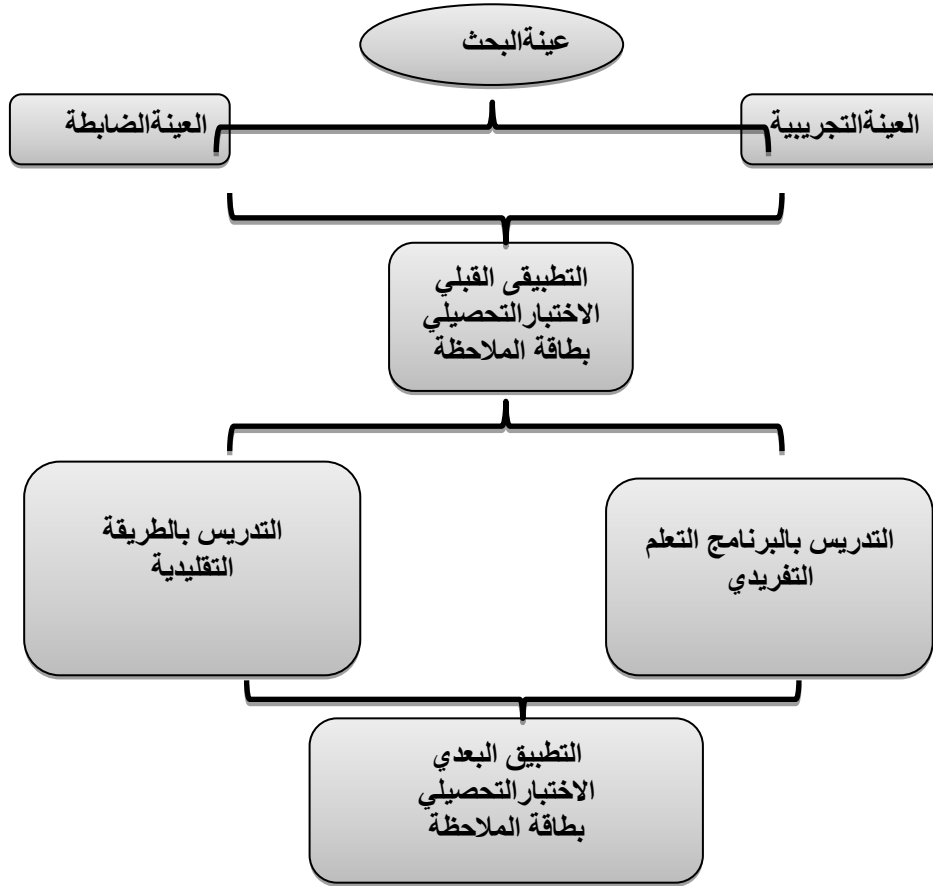 عينةالبحث
العينةالتجريبية
العينةالضابطة
التطبيقى القبلي
الاختبارالتحصيلي
بطاقة الملاحظة
التدريس بالبرنامج التعلم
التفريدي
التدريس بالطريقة
التقليدية
التطبيق البعدي
الاختبارالتحصيلي
بطاقة الملاحظة